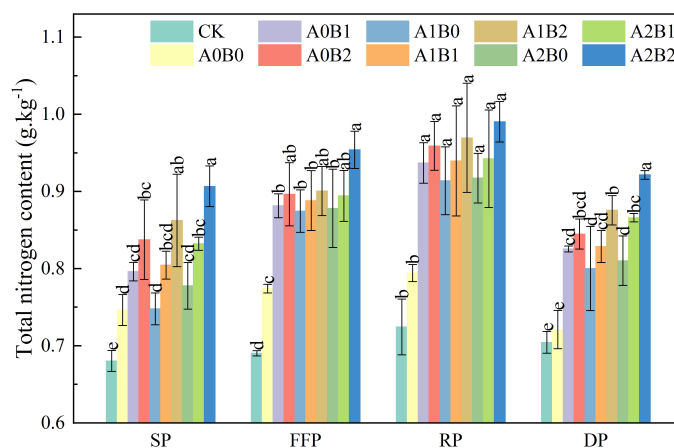 Total nitrogen content (g.kg-1)
1.1
1.0
0.9
0.8
0.7
0.6
CK A0B1 A1B0 A1B2 A2B1
A0B0 A0B2 A1B1 A2B0 A2B2
e d cd bc d bcd ab cd bc a
d c b ab b b ab b ab a
b b a a a a a a a a
e e cd bcd d cd b cd bc a
SP FFP RP DP